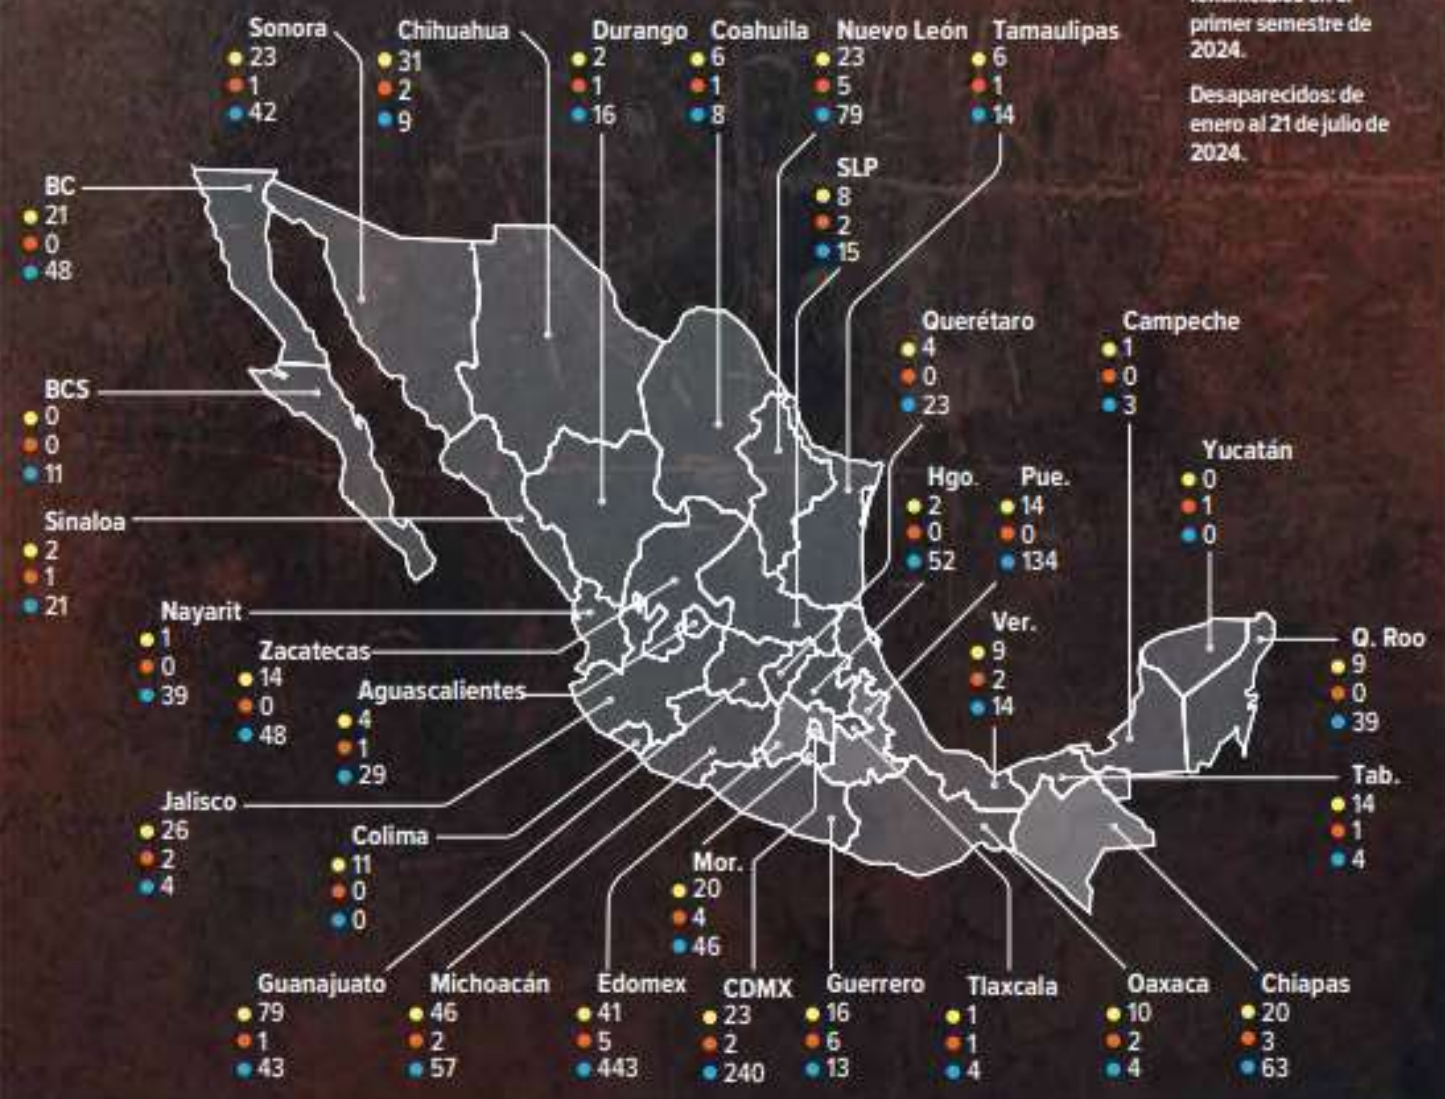 primer semestre de
2024.
Desaparecidos: de
enero al 21 de julio de
2024.
Sonora
23
1
42
Chihuahua
31
2
9
Durango
2
1
16
Coahuila
6
1
8
Nuevo León
23
5
79
Tamaulipas
6
1
14
SLP
8
2
15
BC
21
0
48
BCS
0
0
11
Sinaloa
2
1
21
Querétaro
4
0
23
Campeche
1
0
3
Yucatán
0
1
0
Hgo.
2
0
52
Pue.
14
0
134
Nayarit
1
0
39
Zacatecas
14
0
48
Aguascalientes
4
1
29
Ver.
9
2
14
Q. Roo
9
0
39
Jalisco
26
2
4
Colima
11
0
0
Tab.
14
1
4
Mor.
20
4
46
Guanajuato
79
1
43
Michoacán
46
2
57
Edomex
41
5
443
CDMX
23
2
240
Guerrero
16
6
13
Tlaxcala
1
1
4
Oaxaca
10
2
4
Chiapas
20
3
63